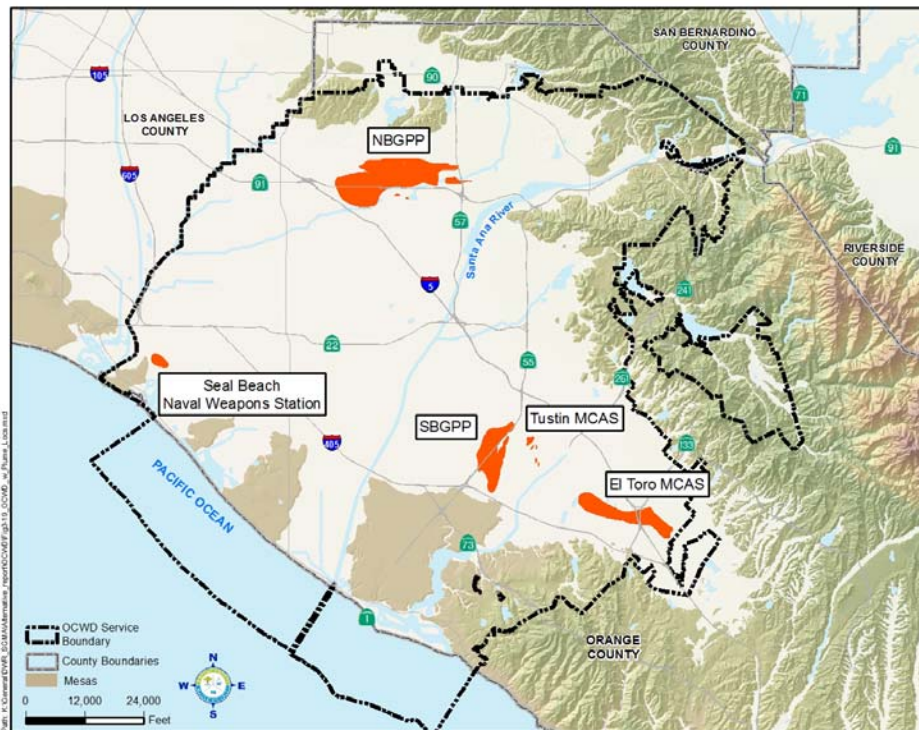 SAN BERNARDINO
COUNTY
105
90
71
LOS ANGELES
COUNTY
NBGPP
91
605
91
57
Santa Ana River
RIVERSIDE
COUNTY
5
241
22
55
261
Seal Beach
Naval Weapons Station
SBGPP
Tustin MCAS
405
133
El Toro MCAS
PACIFIC OCEAN
73
1
ORANGE
COUNTY
OCWD Service
Boundary
County Boundaries
Mesas
0 12,000 24,000
Feet
N
W E
S